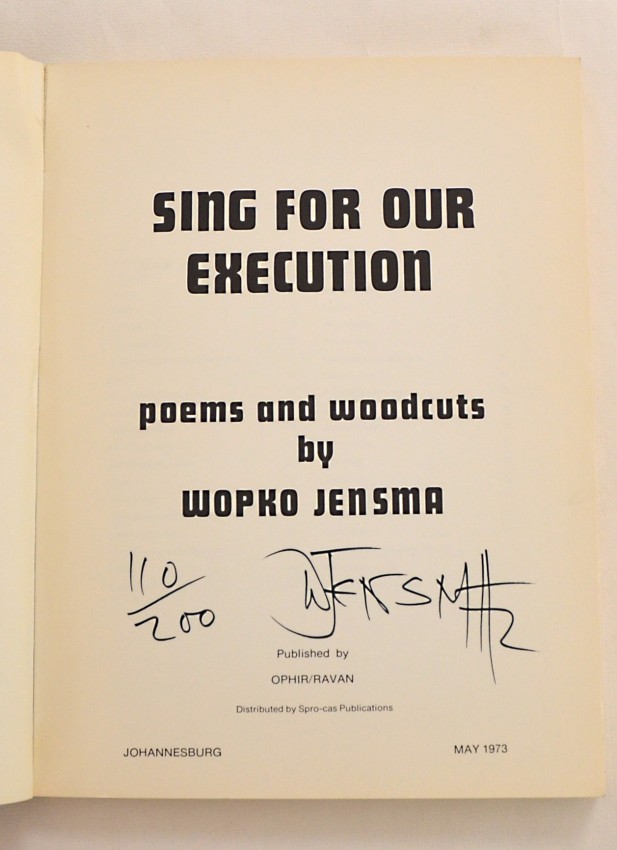 SING FOR OUR
EXECUTION
poems and woodcuts
by
WOPKO JENSMA
110/200
WJENSMA
Published by
OPHIR/RAVAN
Distributed by Spro-cas Publications
JOHANNESBURG
MAY 1973